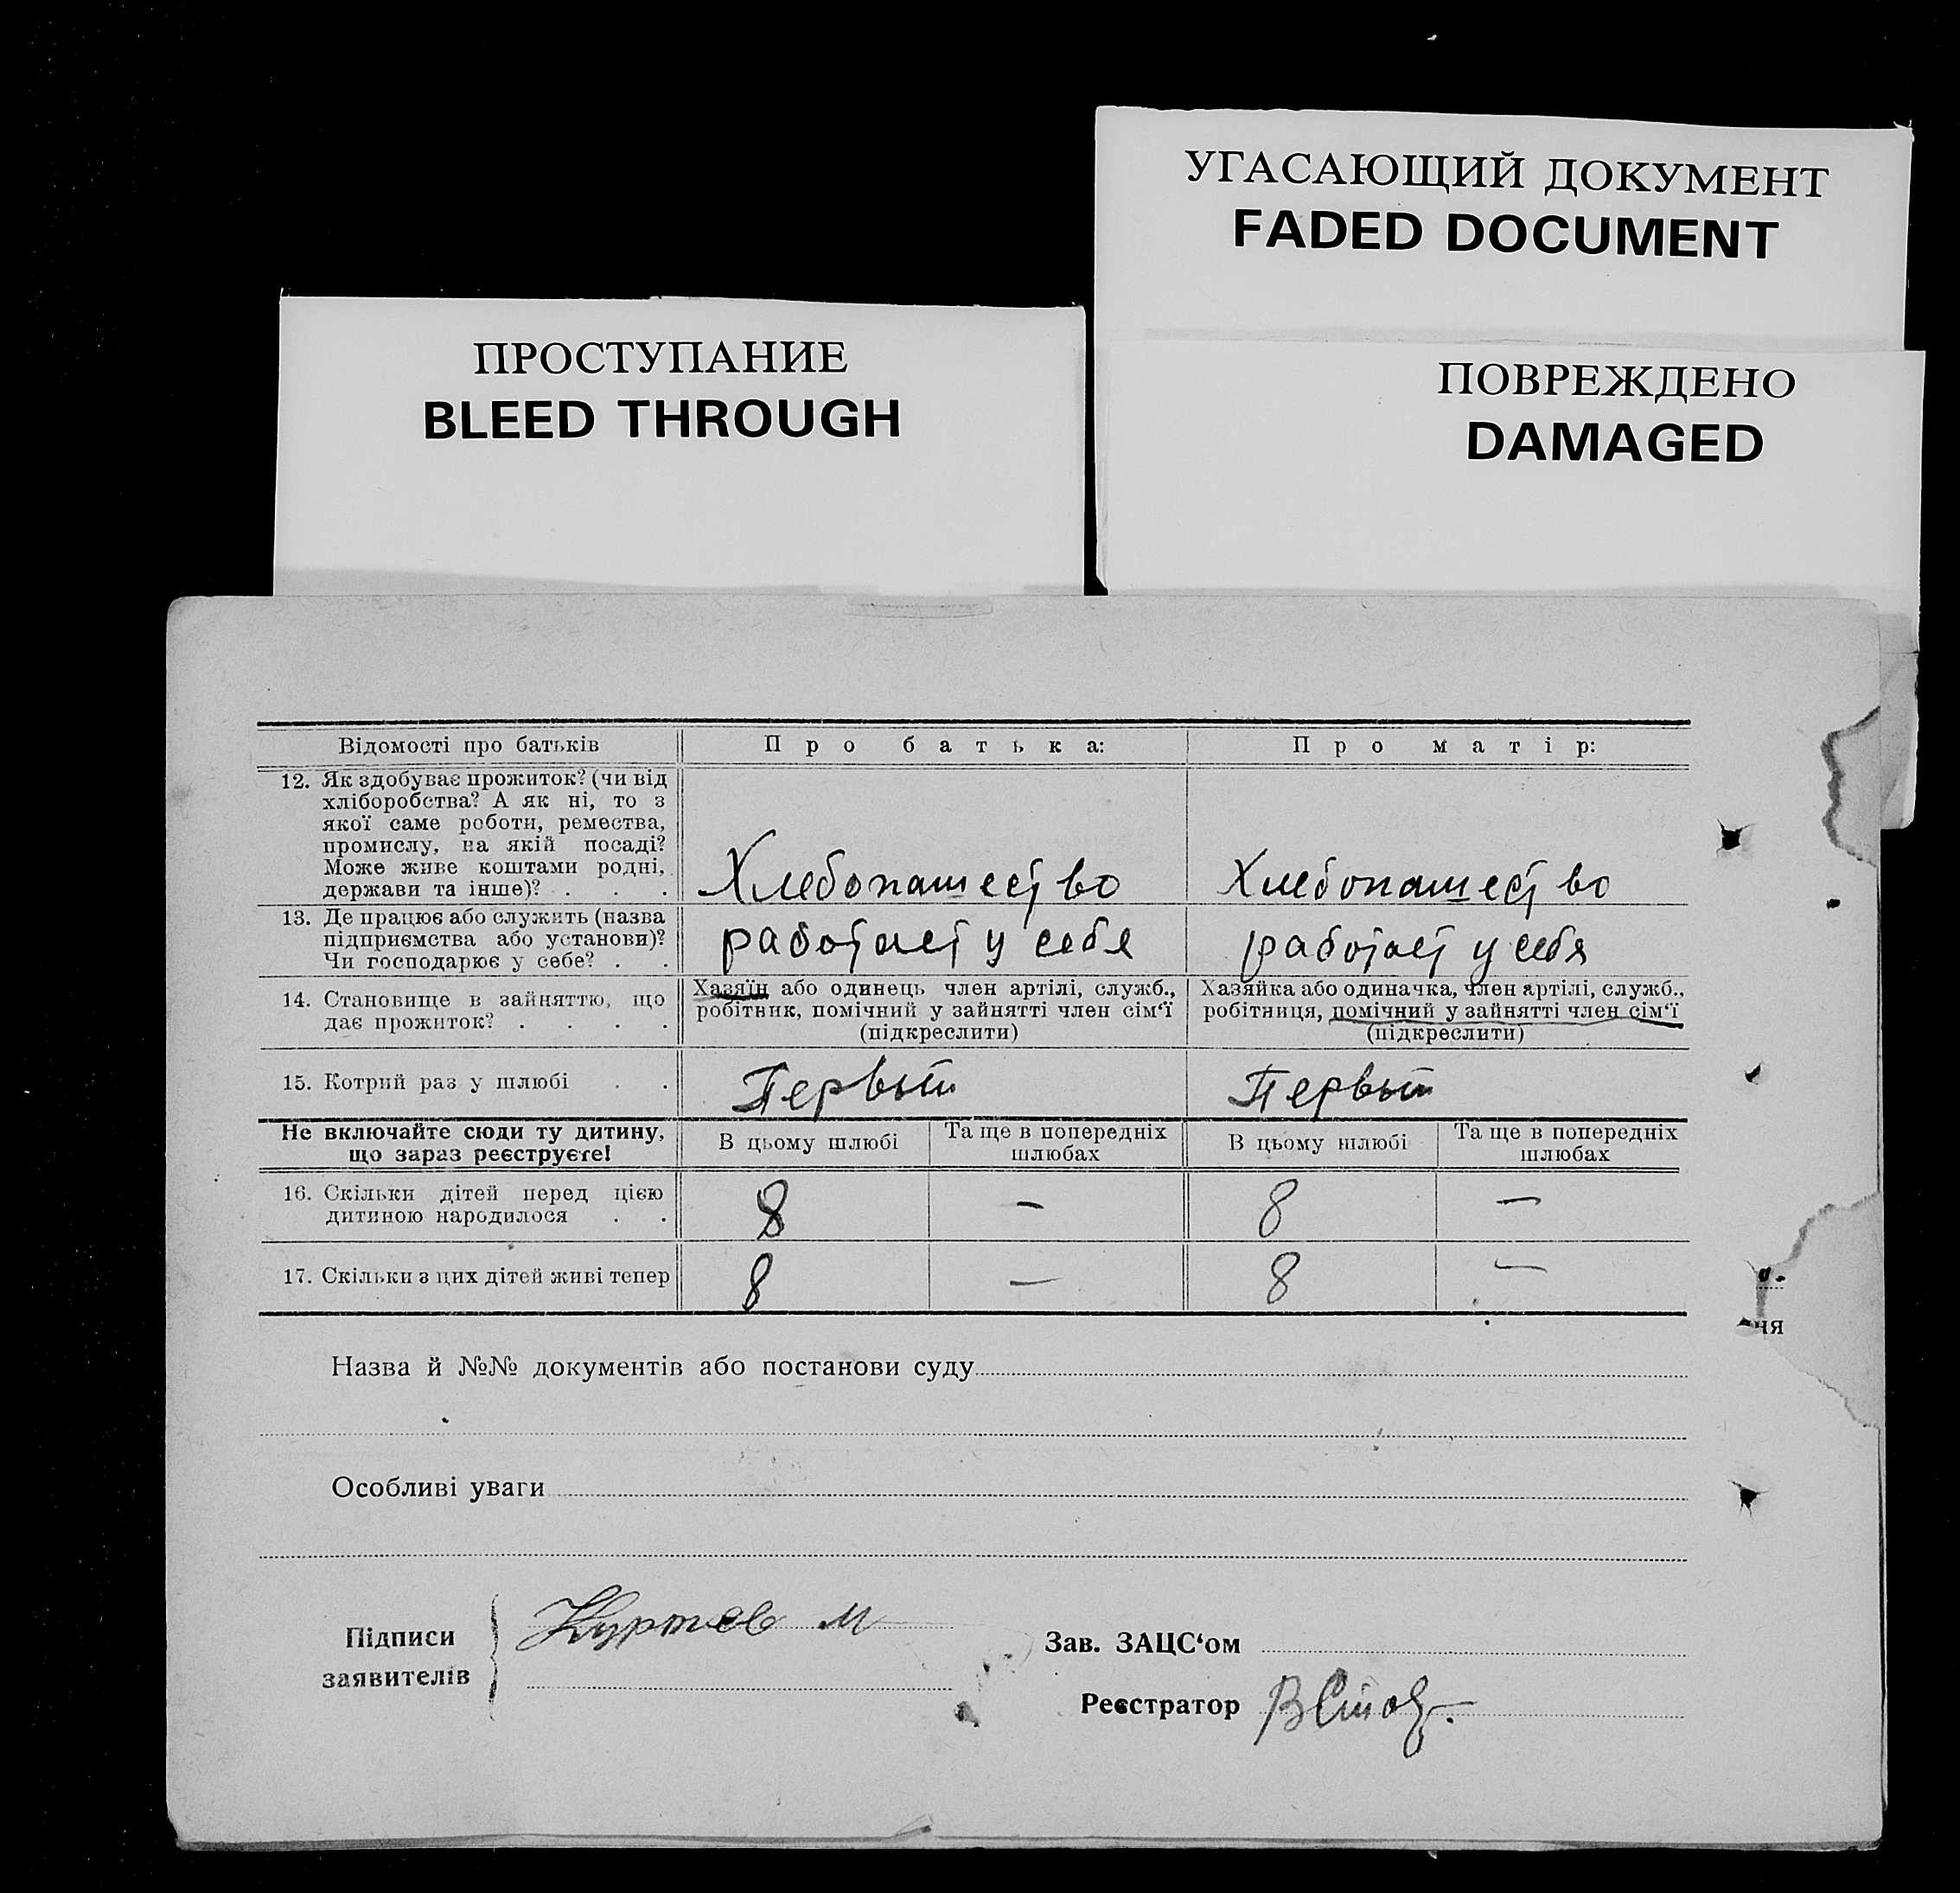 УГАСАЮЩИЙ ДОКУМЕНТ
FADED DOCUMENT
ПРОСТУПАНИЕ
BLEED THROUGH
ПОВРЕЖДЕНО
DAMAGED
Відомості про батьків
Про батька:
Про матір:
12. Як здобуває прожиток? (чи від
хліборобства? А як ні, то з
якої саме роботи, ремества,
промислу, на якій посаді?
Може живе коштами родні,
держави та інше)? . . .
Хлебопашество
Хлебопашество
13. Де працює або служить (назва
підприємства або установи)?
Чи господарює у себе? . .
работает у себя
работает у себя
14. Становище в зайняттю, що
дає прожиток? . . . .
Хазяїн або одинець член артілі, служб.,
робітник, помічний у зайнятті член сім‘ї
(підкреслити)
Хазяйка або одиначка, член артілі, служб.,
робітниця, помічний у зайнятті член сім‘ї
(підкреслити)
15. Котрий раз у шлюбі . .
Первый
Первый
Не включайте сюди ту дитину,
що зараз реєструєте!
В цьому шлюбі
Та ще в попередніх
шлюбах
В цьому шлюбі
Та ще в попередніх
шлюбах
16. Скільки дітей перед цією
дитиною народилося . .
8 — 8 —
17. Скільки з цих дітей живі тепер
8 — 8 —
ня
Назва й №№ документів або постанови суду
Особливі уваги
Підписи
заявителів
Куртев М
Зав. ЗАЦС‘ом
Реєстратор